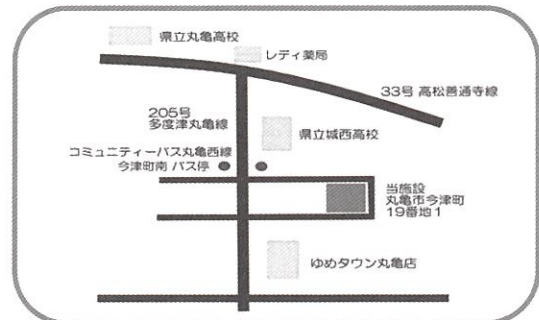 県立丸亀高校
レディ薬局
33号 高松善通寺線
205号
多度津丸亀線
県立城西高校
コミュニティーバス丸亀西線
今津町南 バス停
当施設
丸亀市今津町
19番地1
ゆめタウン丸亀店